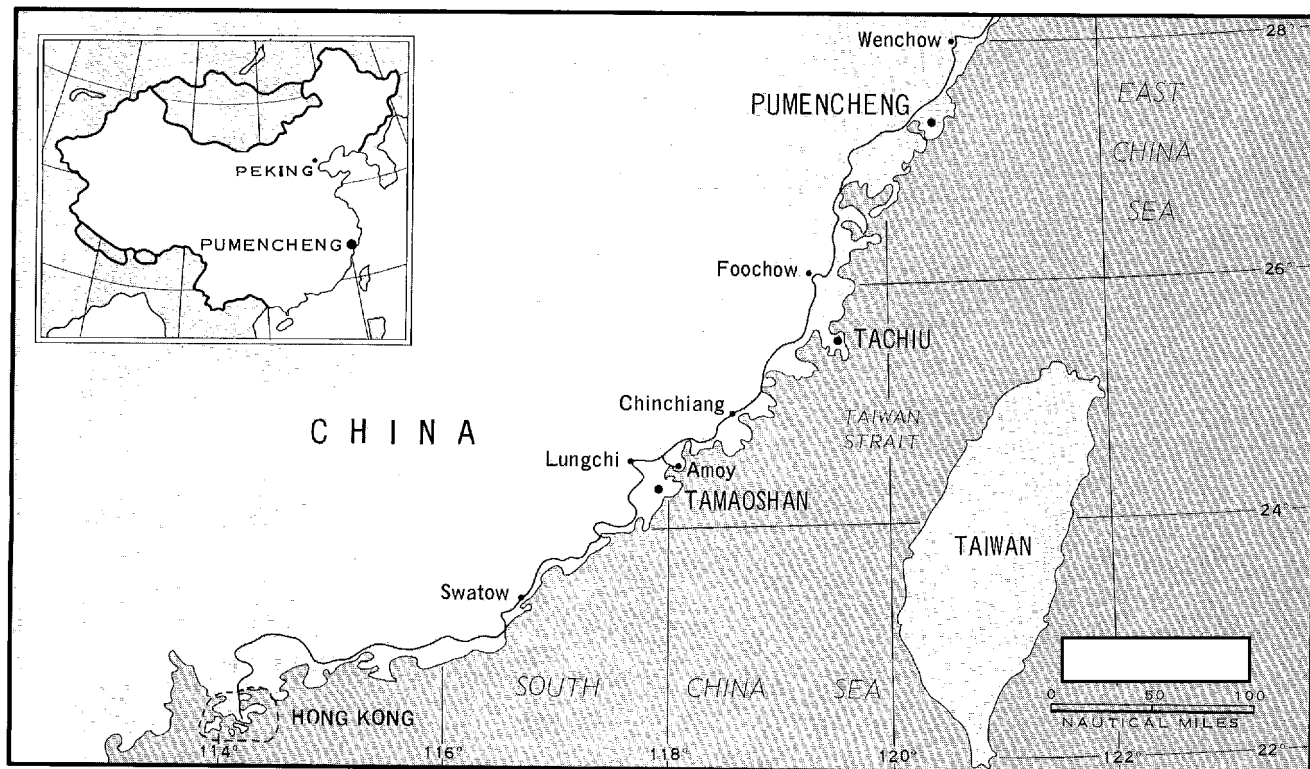 PEKING
PUMENCHENG
Wenchow
28°
PUMENCHENG
EAST
CHINA
SEA
Foochow
26°
TACHIU
Chinchiang
TAIWAN
STRAIT
CHINA
Lungchi
Amoy
TAMAOSHAN
24°
TAIWAN
Swatow
SOUTH CHINA SEA
HONG KONG
0 50 100
NAUTICAL MILES
114° 116° 118° 120° 122° 22°